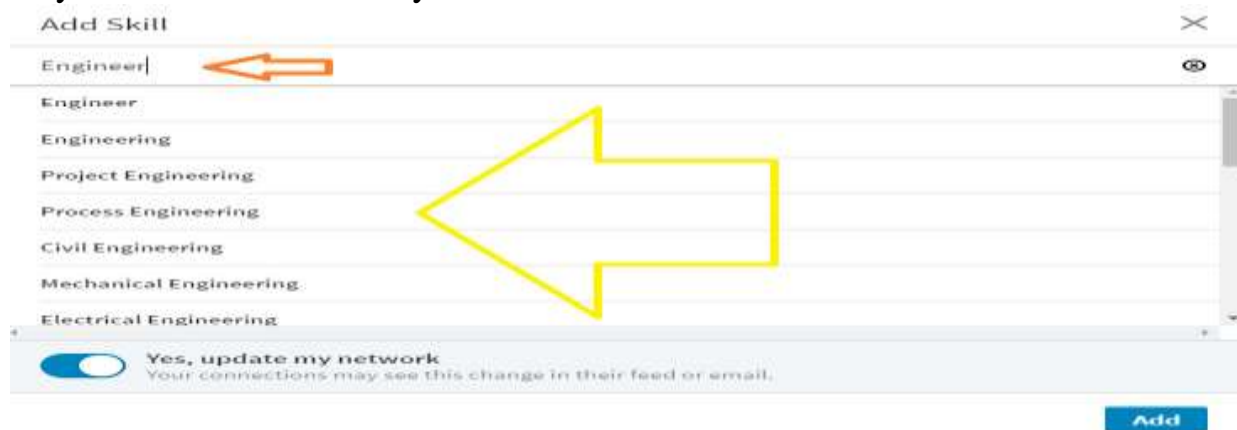 Add Skill
Engineer
Engineer
Engineering
Project Engineering
Process Engineering
Civil Engineering
Mechanical Engineering
Electrical Engineering
Yes, update my network
Your connections may see this change in their feed or email.
Add